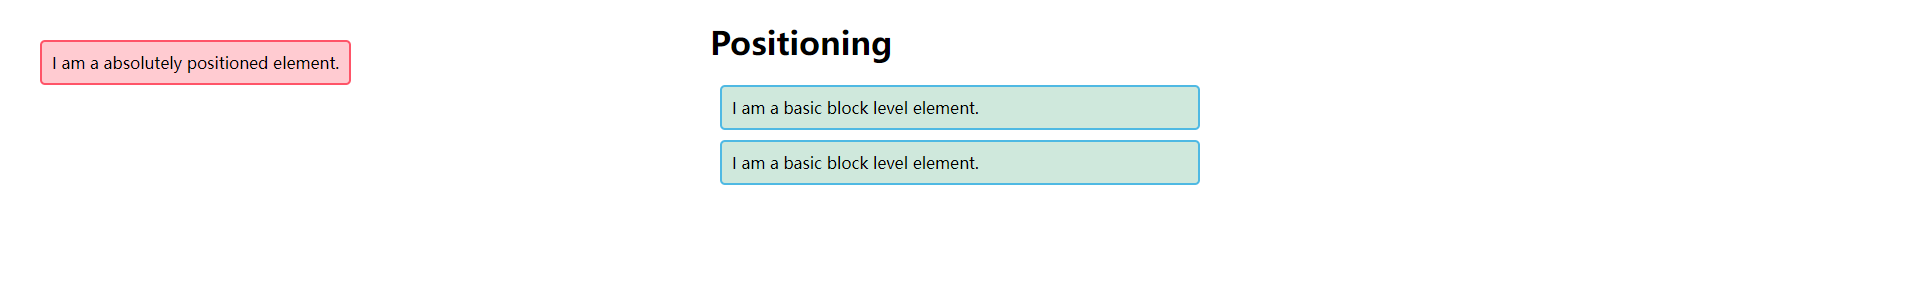 Positioning
I am a absolutely positioned element.
I am a basic block level element.
I am a basic block level element.